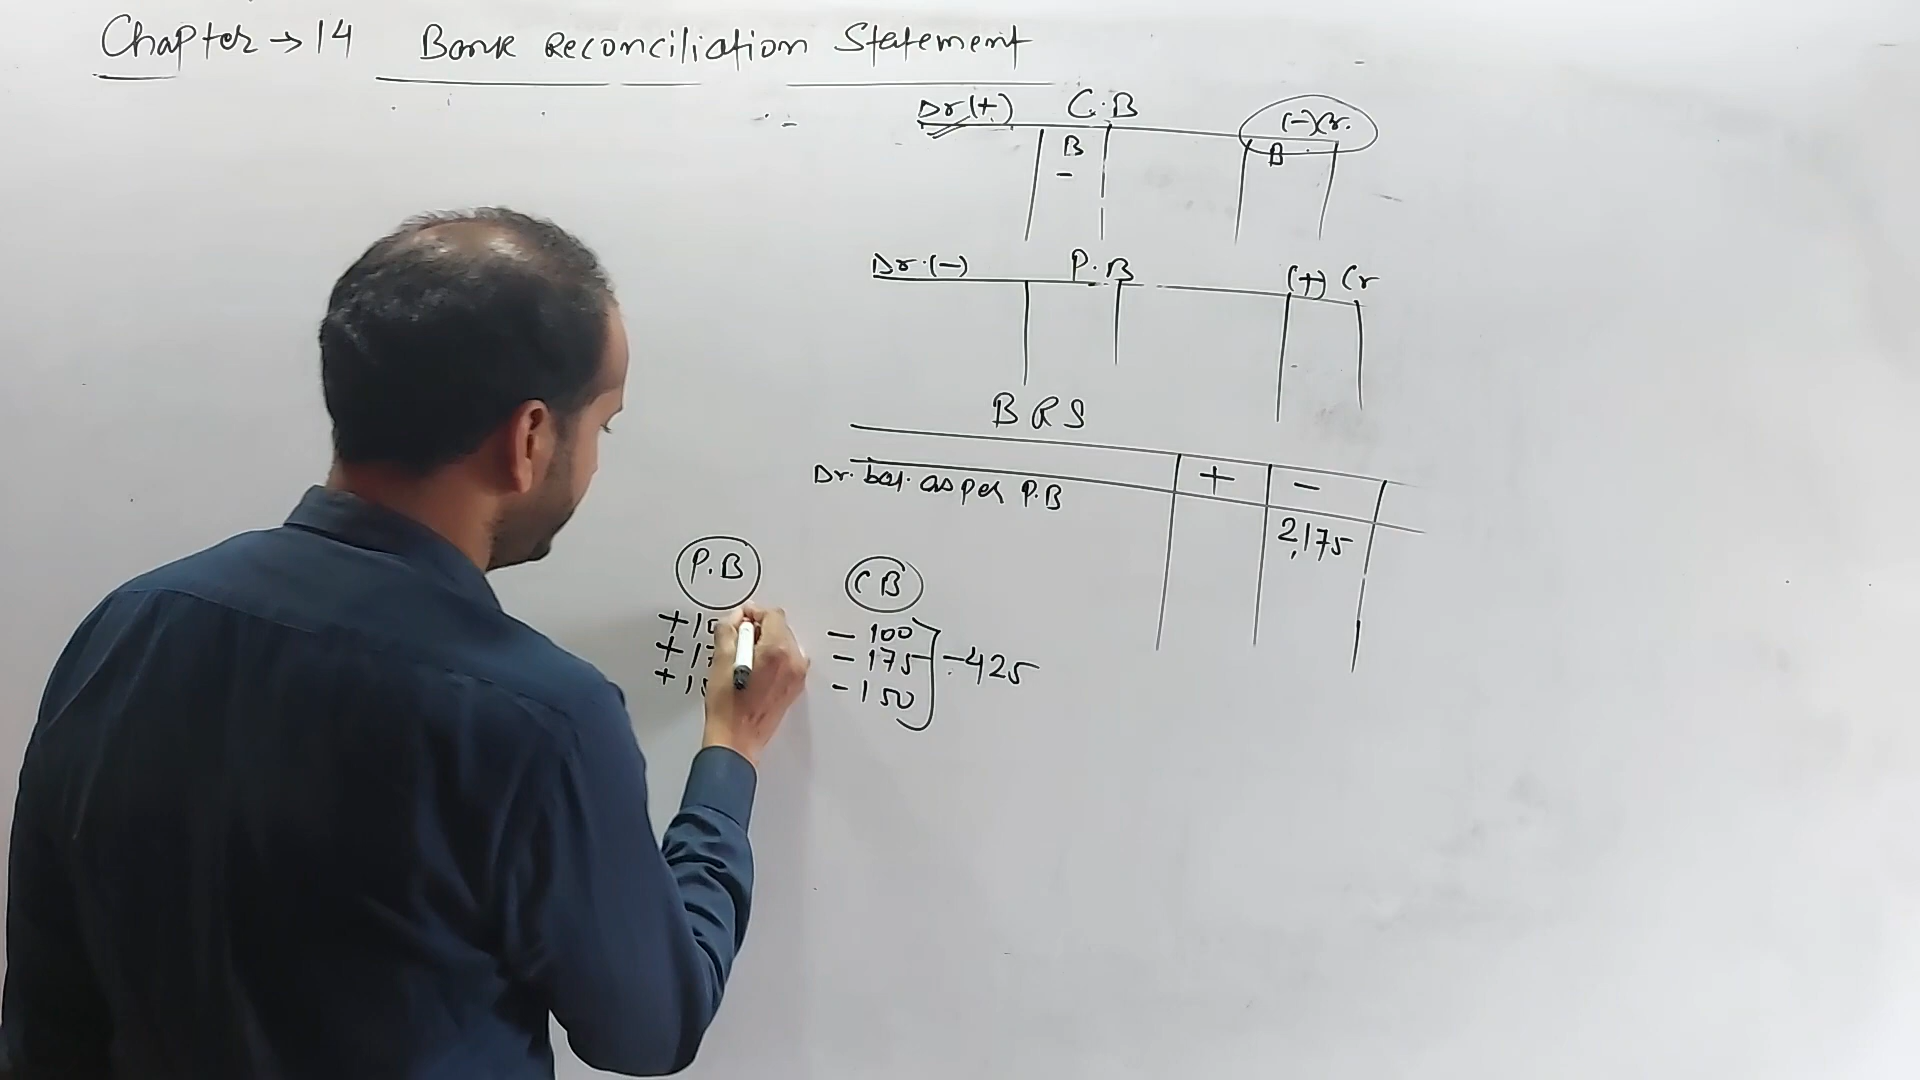 Chapter → 14 Bank Reconciliation Statement
Dr (+) C.B (-) Cr.
B B
-
Dr. (-) P.B (+) Cr
B R S
+ -
Dr. bal. as per P.B
2,175
P.B C B
- 100
- 175 - 425
- 150